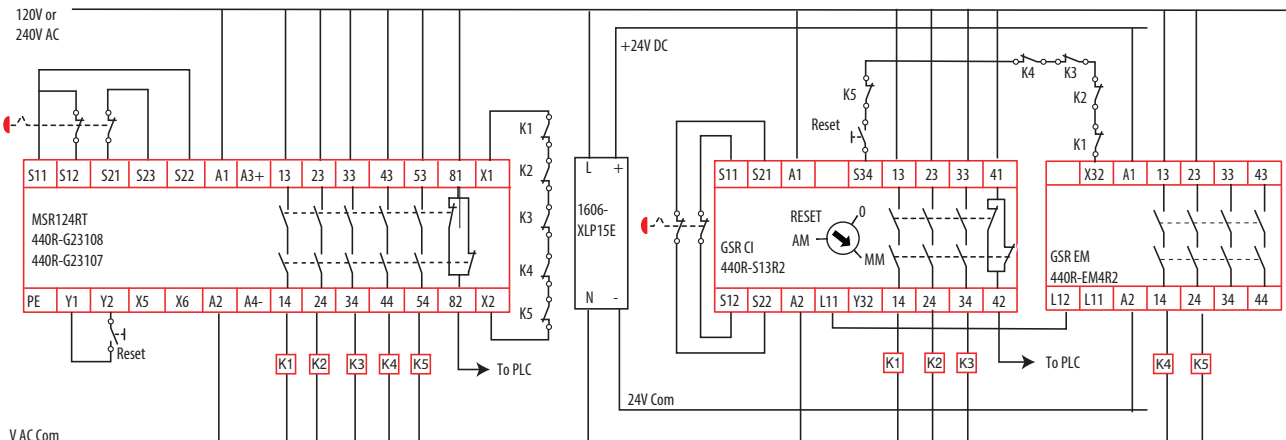 120V or
240V AC
+24V DC
K4 K3
K5
K2
Reset
K1
K1
K2
K3
K4
K5
S11 S12 S21 S23 S22 A1 A3+ 13 23 33 43 53 81 X1
MSR124RT
440R-G23108
440R-G23107
PE Y1 Y2 X5 X6 A2 A4- 14 24 34 44 54 82 X2
Reset
K1 K2 K3 K4 K5
To PLC
L +
1606-
XLP15E
N -
S11 S21 A1 S34 13 23 33 41
RESET
0
AM
MM
GSR CI
440R-S13R2
S12 S22 A2 L11 Y32 14 24 34 42
K1 K2 K3
To PLC
X32 A1 13 23 33 43
GSR EM
440R-EM4R2
L12 L11 A2 14 24 34 44
K4 K5
24V Com
V AC Com